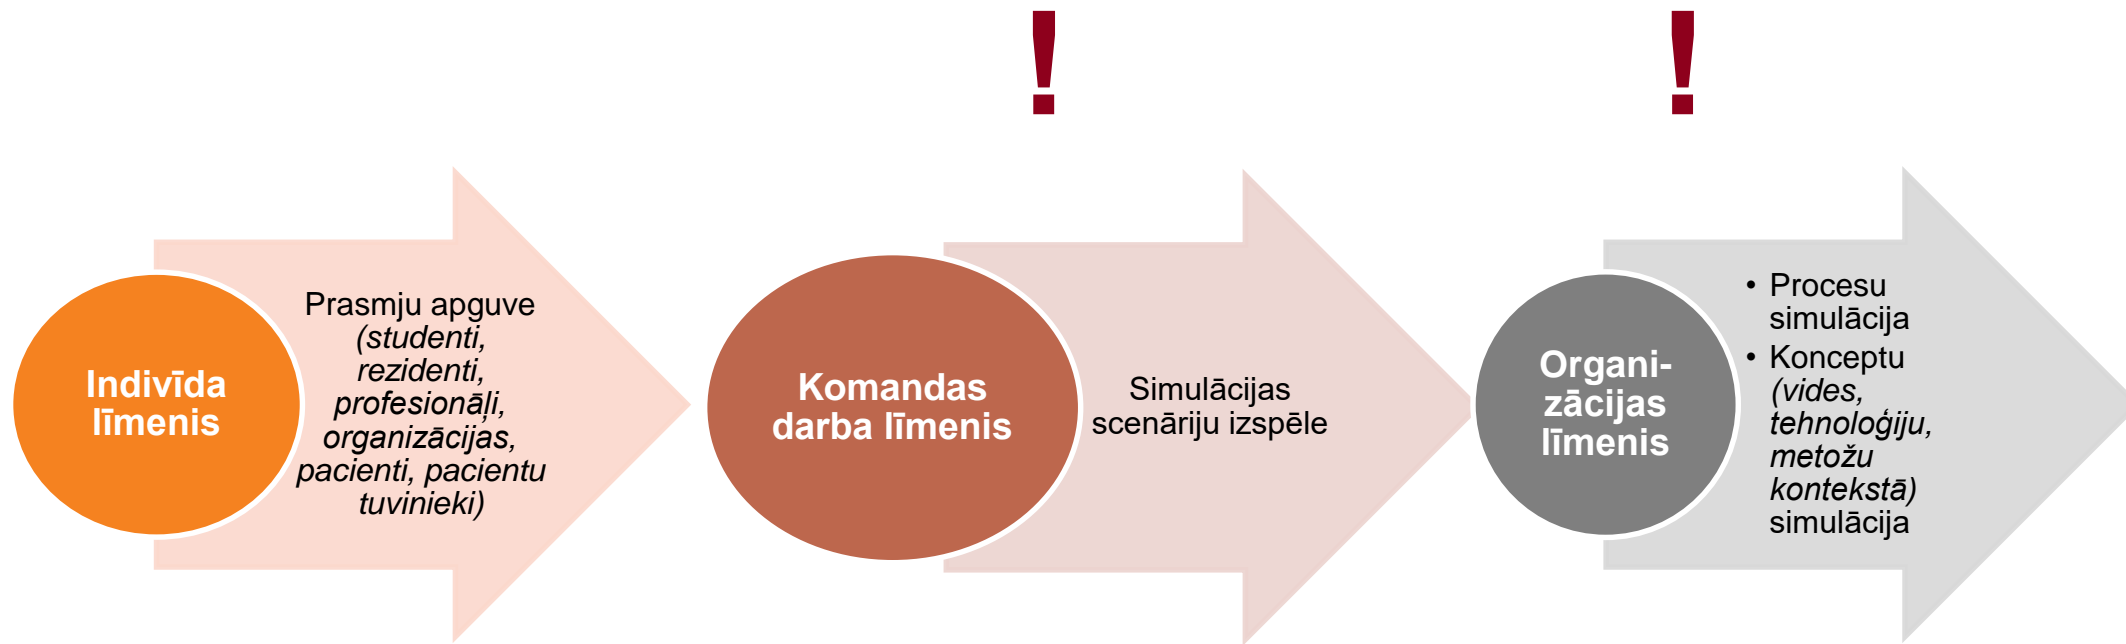 !
!
Indivīda
līmenis
Prasmju apguve
(studenti,
rezidenti,
profesionāļi,
organizācijas,
pacienti, pacientu
tuvinieki)
Komandas
darba līmenis
Simulācijas
scenāriju izspēle
Organi-
zācijas
līmenis
• Procesu
simulācija
• Konceptu
(vides,
tehnoloģiju,
metožu
kontekstā)
simulācija